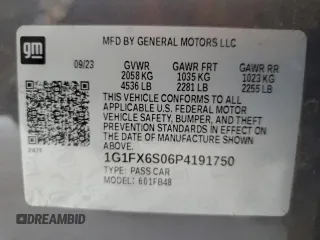 gm
MFD BY GENERAL MOTORS LLC
09/23 GVWR GAWR FRT GAWR RR
2058 KG 1035 KG 1023 KG
4536 LB 2281 LB 2255 LB
THIS VEHICLE CONFORMS TO ALL APPLICABLE
U.S. FEDERAL MOTOR VEHICLE
SAFETY, BUMPER, AND THEFT
PREVENTION STANDARDS IN EFFECT ON
THE DATE OF MANUFACTURE SHOWN
ABOVE.
1G1FX6S06P4191750
TYPE: PASS CAR
MODEL: 601FB48
DREAMBID